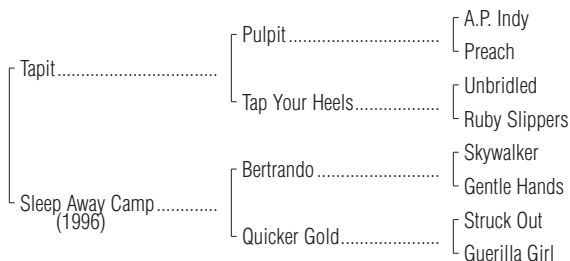 A.P. Indy
Pulpit
Preach
Tapit
Unbridled
Tap Your Heels
Ruby Slippers
Skywalker
Bertrando
Gentle Hands
Sleep Away Camp
(1996)
Struck Out
Quicker Gold
Guerilla Girl